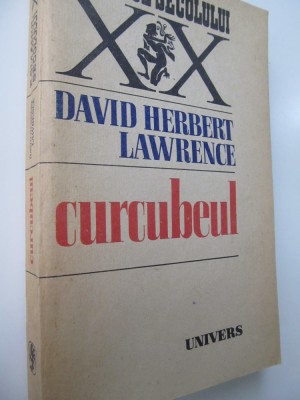 SECOLULUI
XX
DAVID HERBERT
LAWRENCE
curcubeul
UNIVERS
curcubeul